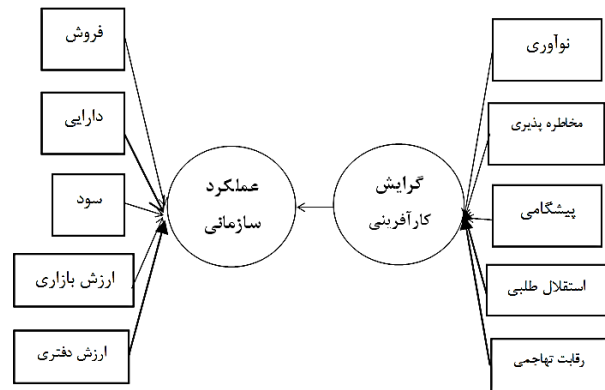 نوآوری
مخاطره پذیری
پیشگامی
استقلال طلبی
رقابت تهاجمی
گرایش
کارآفرینی
عملکرد
سازمانی
فروش
دارایی
سود
ارزش بازاری
ارزش دفتری